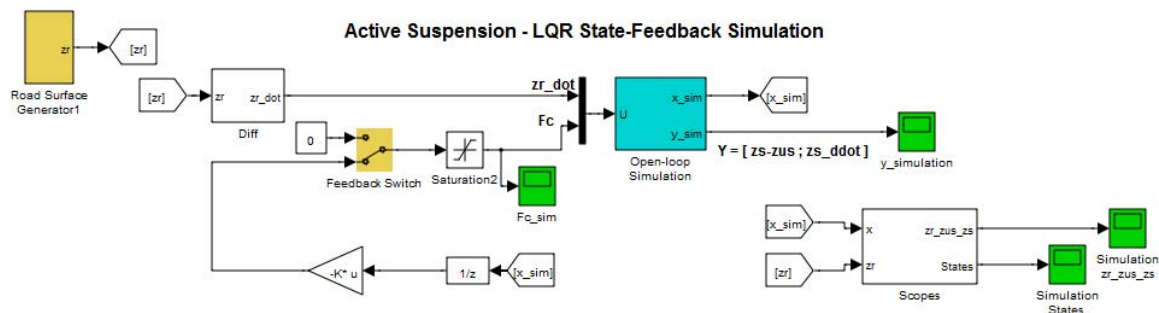 Active Suspension - LQR State-Feedback Simulation
zr
[zr]
Road Surface
Generator1
[zr]
zr
zr_dot
Diff
zr_dot
Fc
0
Feedback Switch
Saturation2
Fc_sim
U
x_sim
y_sim
Open-loop
Simulation
[x_sim]
Y = [ zs-zus ; zs_ddot ]
y_simulation
-K* u
1/z
[x_sim]
[x_sim]
[zr]
x
zr
zr_zus_zs
States
Scopes
Simulation
zr_zus_zs
Simulation
States